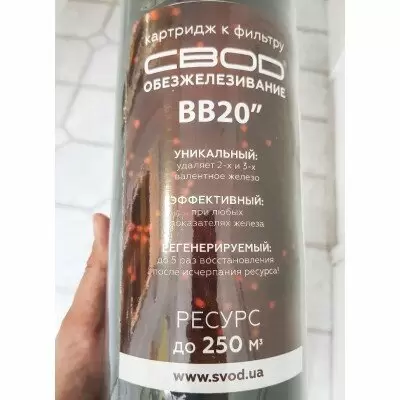 картридж к фильтру
СВОD
ОБЕЗЖЕЛЕЗИВАНИЕ
BB20”
УНИКАЛЬНЫЙ:
удаляет 2-х и 3-х
валентное железо
ЭФФЕКТИВНЫЙ:
при любых
показателях железа
РЕГЕНЕРИРУЕМЫЙ:
до 5 раз восстановления
после исчерпания ресурса!
РЕСУРС
до 250 м³
www.svod.ua